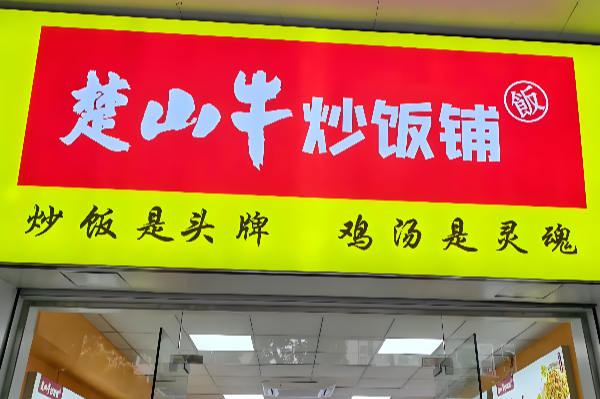 楚山牛炒饭铺 飯
炒饭是头牌 鸡汤是灵魂